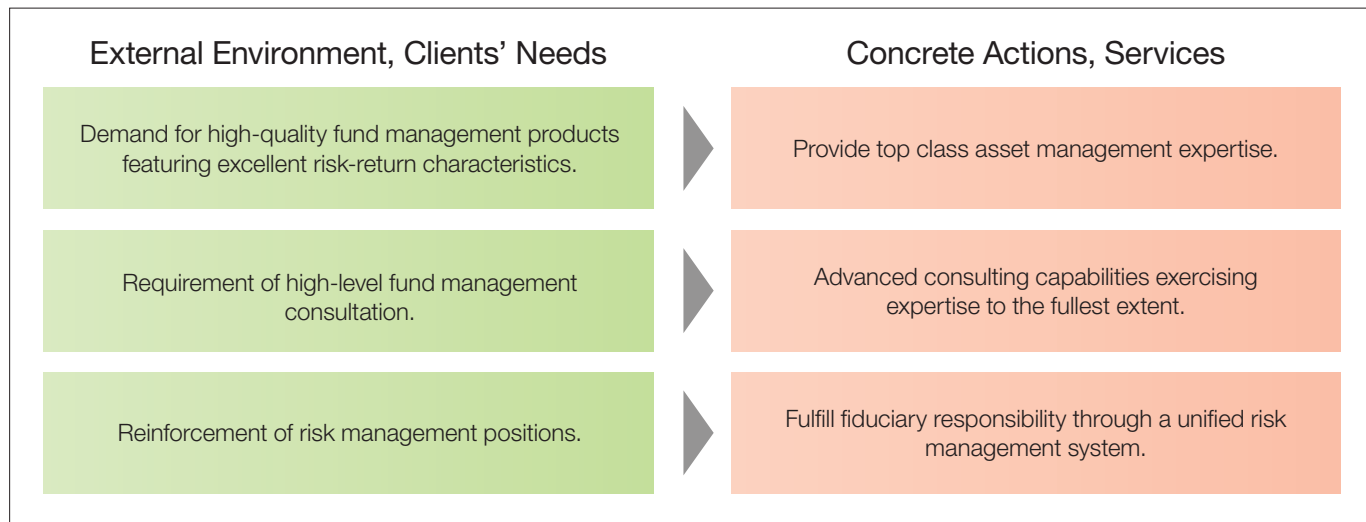 External Environment, Clients’ Needs
Concrete Actions, Services
Demand for high-quality fund management products
featuring excellent risk-return characteristics.
Provide top class asset management expertise.
Requirement of high-level fund management
consultation.
Advanced consulting capabilities exercising
expertise to the fullest extent.
Reinforcement of risk management positions.
Fulfill fiduciary responsibility through a unified risk
management system.